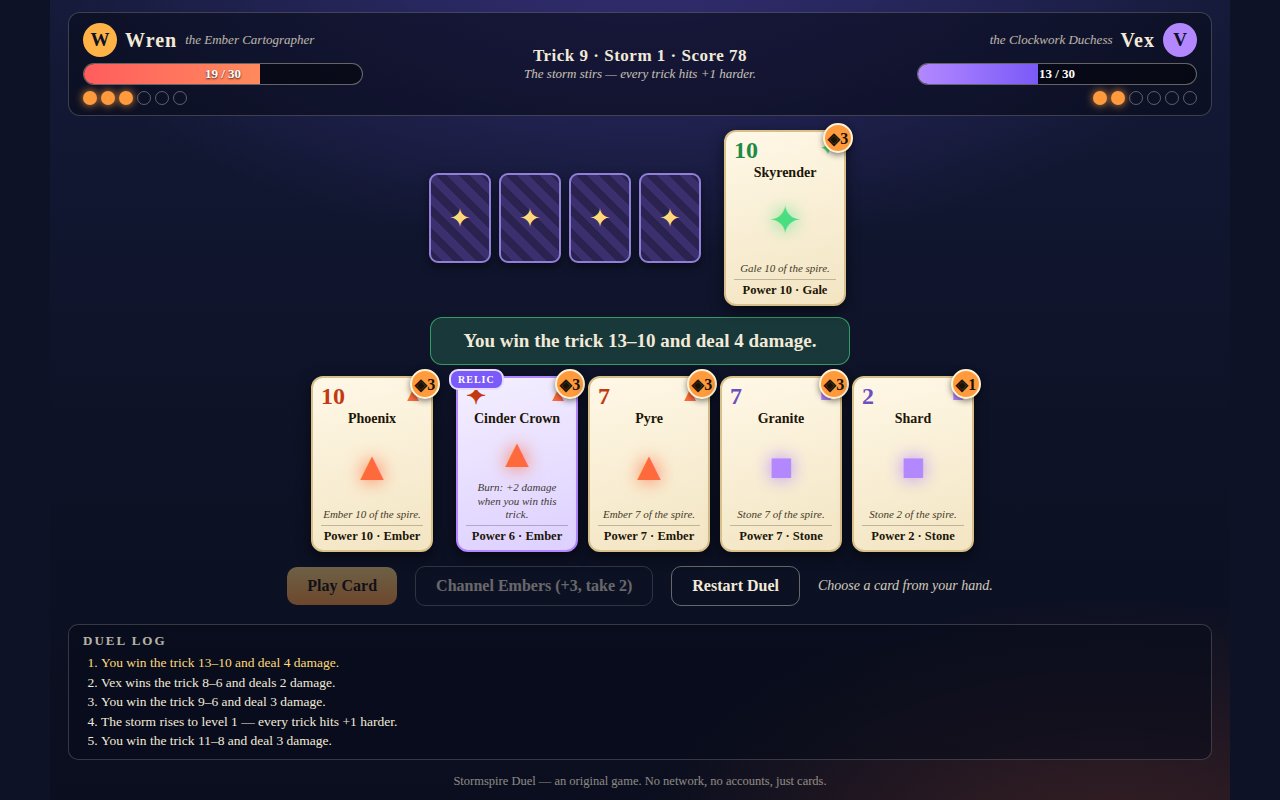 W
Wren the Ember Cartographer
19 / 30
Trick 9 · Storm 1 · Score 78
The storm stirs — every trick hits +1 harder.
the Clockwork Duchess Vex
V
13 / 30
10
◈3
Skyrender
Gale 10 of the spire.
Power 10 · Gale
You win the trick 13–10 and deal 4 damage.
10
◈3
Phoenix
Ember 10 of the spire.
Power 10 · Ember
RELIC
◈3
Cinder Crown
Burn: +2 damage
when you win this
trick.
Power 6 · Ember
7
◈3
Pyre
Ember 7 of the spire.
Power 7 · Ember
7
◈3
Granite
Stone 7 of the spire.
Power 7 · Stone
2
◈1
Shard
Stone 2 of the spire.
Power 2 · Stone
Play Card
Channel Embers (+3, take 2)
Restart Duel
Choose a card from your hand.
DUEL LOG
1. You win the trick 13–10 and deal 4 damage.
2. Vex wins the trick 8–6 and deals 2 damage.
3. You win the trick 9–6 and deal 3 damage.
4. The storm rises to level 1 — every trick hits +1 harder.
5. You win the trick 11–8 and deal 3 damage.
Stormspire Duel — an original game. No network, no accounts, just cards.